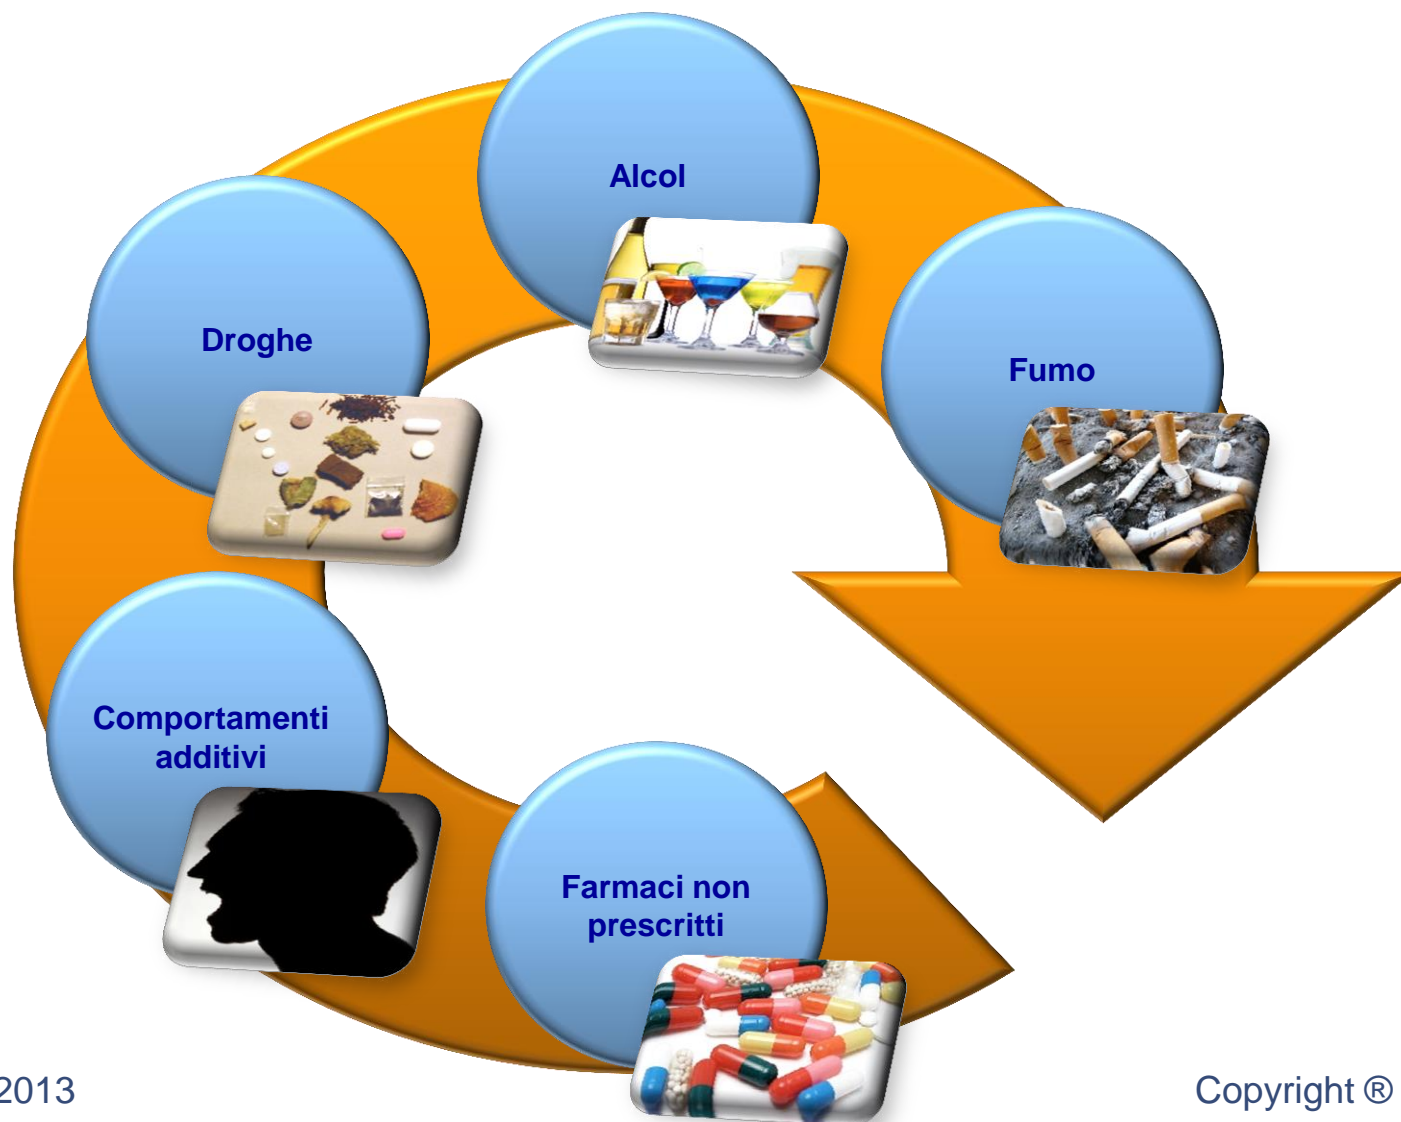 Alcol
Droghe
Fumo
Comportamenti
additivi
Farmaci non
prescritti
2013
Copyright ®